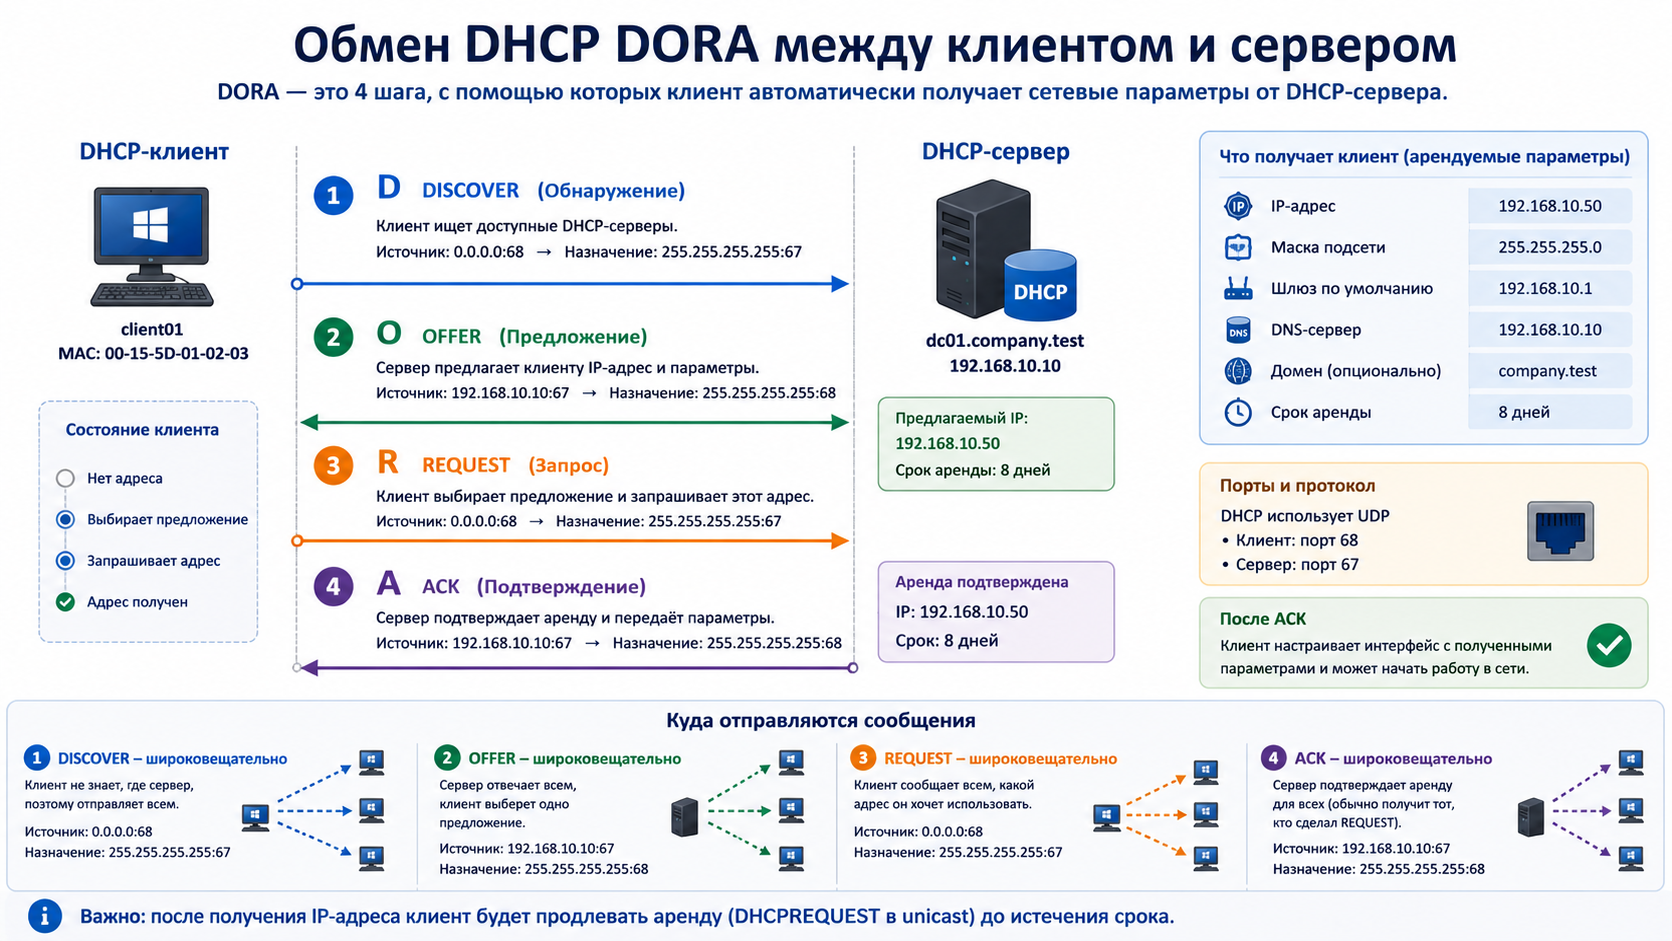 Обмен DHCP DORA между клиентом и сервером
DORA — это 4 шага, с помощью которых клиент автоматически получает сетевые параметры от DHCP-сервера.
DHCP-клиент
client01
MAC: 00-15-5D-01-02-03
Состояние клиента
Нет адреса
Выбирает предложение
Запрашивает адрес
Адрес получен
1 D DISCOVER (Обнаружение)
Клиент ищет доступные DHCP-серверы.
Источник: 0.0.0.0:68 → Назначение: 255.255.255.255:67
2 O OFFER (Предложение)
Сервер предлагает клиенту IP-адрес и параметры.
Источник: 192.168.10.10:67 → Назначение: 255.255.255.255:68
3 R REQUEST (Запрос)
Клиент выбирает предложение и запрашивает этот адрес.
Источник: 0.0.0.0:68 → Назначение: 255.255.255.255:67
4 A ACK (Подтверждение)
Сервер подтверждает аренду и передаёт параметры.
Источник: 192.168.10.10:67 → Назначение: 255.255.255.255:68
DHCP-сервер
DHCP
dc01.company.test
192.168.10.10
Предлагаемый IP:
192.168.10.50
Срок аренды: 8 дней
Аренда подтверждена
IP: 192.168.10.50
Срок: 8 дней
Что получает клиент (арендуемые параметры)
IP IP-адрес 192.168.10.50
Маска подсети 255.255.255.0
Шлюз по умолчанию 192.168.10.1
DNS DNS-сервер 192.168.10.10
Домен (опционально) company.test
Срок аренды 8 дней
Порты и протокол
DHCP использует UDP
• Клиент: порт 68
• Сервер: порт 67
После ACK
Клиент настраивает интерфейс с полученными
параметрами и может начать работу в сети.
Куда отправляются сообщения
1 DISCOVER – широковещательно
Клиент не знает, где сервер,
поэтому отправляет всем.
Источник: 0.0.0.0:68
Назначение: 255.255.255.255:67
2 OFFER – широковещательно
Сервер отвечает всем,
клиент выберет одно
предложение.
Источник: 192.168.10.10:67
Назначение: 255.255.255.255:68
3 REQUEST – широковещательно
Клиент сообщает всем, какой
адрес он хочет использовать.
Источник: 0.0.0.0:68
Назначение: 255.255.255.255:67
4 ACK – широковещательно
Сервер подтверждает аренду
для всех (обычно получит тот,
кто сделал REQUEST).
Источник: 192.168.10.10:67
Назначение: 255.255.255.255:68
i Важно: после получения IP-адреса клиент будет продлевать аренду (DHCPREQUEST в unicast) до истечения срока.